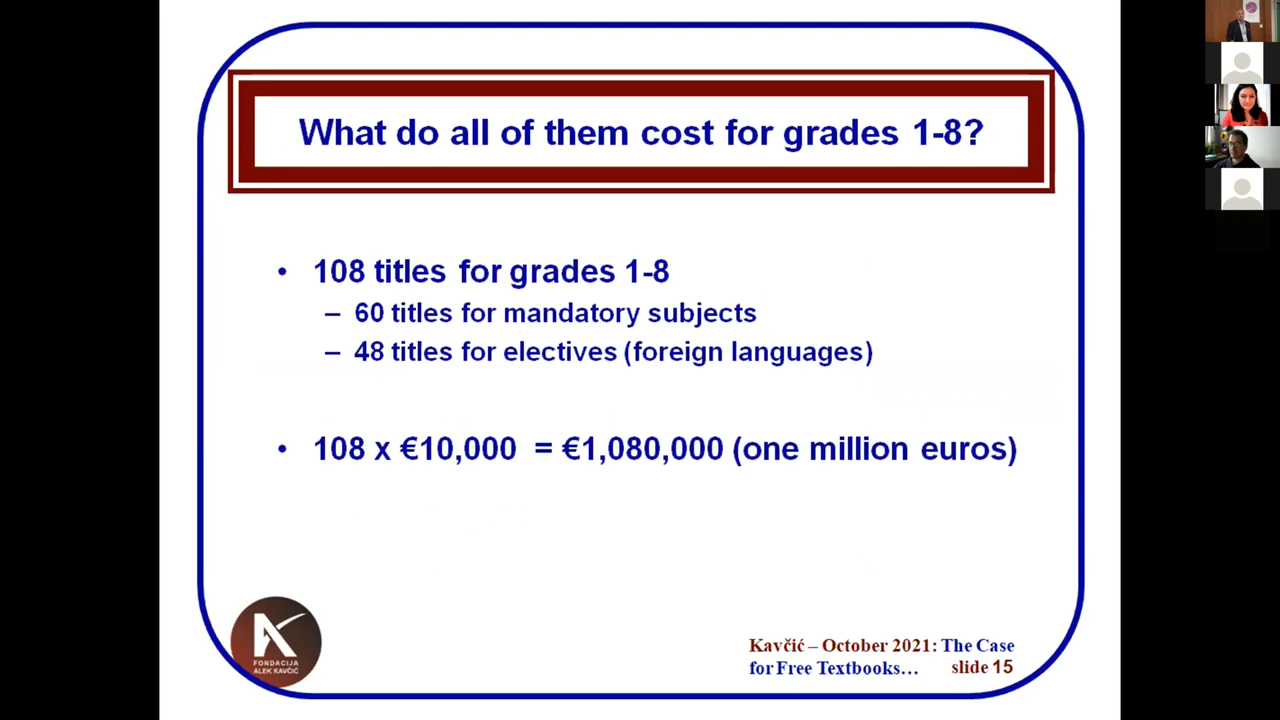 What do all of them cost for grades 1-8?
• 108 titles for grades 1-8
– 60 titles for mandatory subjects
– 48 titles for electives (foreign languages)
• 108 x €10,000 = €1,080,000 (one million euros)
FONDACIJA
ALEK KAVČIĆ
Kavčić – October 2021: The Case
for Free Textbooks… slide 15